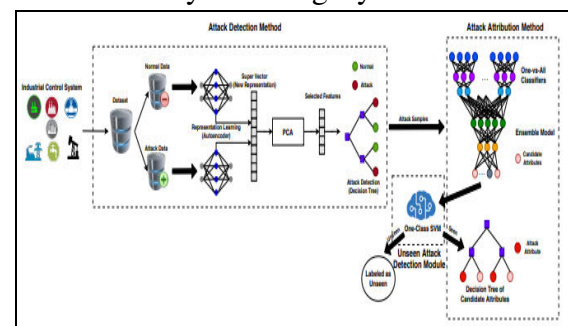 Attack Detection Method
Attack Attribution Method
Normal Data
Normal
Attack
Super Vector
(New Representation)
Selected Features
One-vs-All
Classifiers
Industrial Control System
Dataset
Representation Learning
(Autoencoder)
PCA
Attack Samples
Ensemble Model
Attack Data
Attack Detection
(Decision Tree)
Candidate
Attributes
One-Class SVM
Unseen
Seen
Unseen Attack
Detection Module
Attack
Attribute
Labeled as
Unseen
Decision Tree of
Candidate Attributes